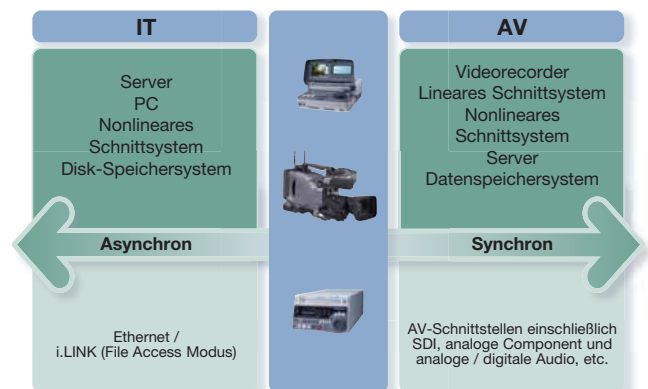 IT
AV
Server
PC
Nonlineares
Schnittsystem
Disk-Speichersystem
Videorecorder
Lineares Schnittsystem
Nonlineares
Schnittsystem
Server
Datenspeichersystem
Asynchron
Synchron
Ethernet /
i.LINK (File Access Modus)
AV-Schnittstellen einschließlich
SDI, analoge Component und
analoge / digitale Audio, etc.